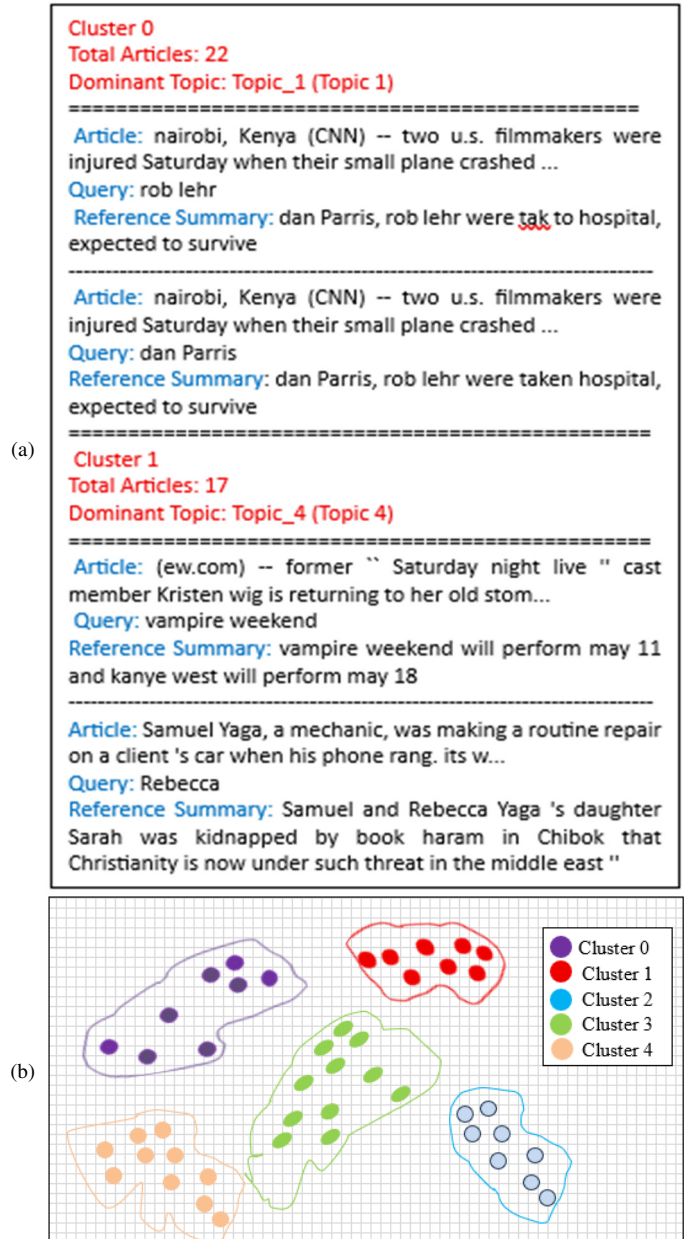 Cluster 0
Total Articles: 22
Dominant Topic: Topic_1 (Topic 1)
================================================
Article: nairobi, Kenya (CNN) -- two u.s. filmmakers were
injured Saturday when their small plane crashed ...
Query: rob lehr
Reference Summary: dan Parris, rob lehr were tak to hospital,
expected to survive
--------------------------------------------------------------------------------
Article: nairobi, Kenya (CNN) -- two u.s. filmmakers were
injured Saturday when their small plane crashed ...
Query: dan Parris
Reference Summary: dan Parris, rob lehr were taken hospital,
expected to survive
=================================================
(a)
Cluster 1
Total Articles: 17
Dominant Topic: Topic_4 (Topic 4)
=================================================
Article: (ew.com) -- former `` Saturday night live '' cast
member Kristen wig is returning to her old stom...
Query: vampire weekend
Reference Summary: vampire weekend will perform may 11
and kanye west will perform may 18
--------------------------------------------------------------------------------
Article: Samuel Yaga, a mechanic, was making a routine repair
on a client 's car when his phone rang. its w...
Query: Rebecca
Reference Summary: Samuel and Rebecca Yaga 's daughter
Sarah was kidnapped by book haram in Chibok that
Christianity is now under such threat in the middle east ''
(b)
Cluster 0
Cluster 1
Cluster 2
Cluster 3
Cluster 4